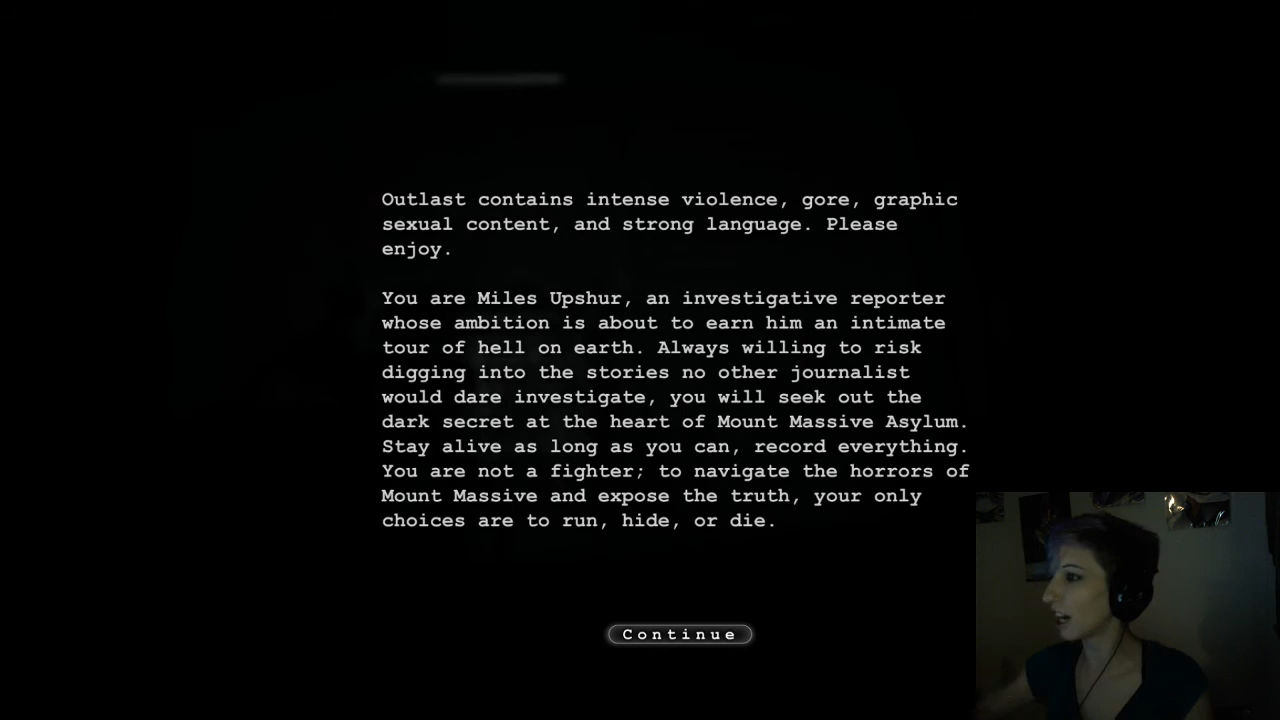 Outlast contains intense violence, gore, graphic
sexual content, and strong language. Please
enjoy.
You are Miles Upshur, an investigative reporter
whose ambition is about to earn him an intimate
tour of hell on earth. Always willing to risk
digging into the stories no other journalist
would dare investigate, you will seek out the
dark secret at the heart of Mount Massive Asylum.
Stay alive as long as you can, record everything.
You are not a fighter; to navigate the horrors of
Mount Massive and expose the truth, your only
choices are to run, hide, or die.
Continue